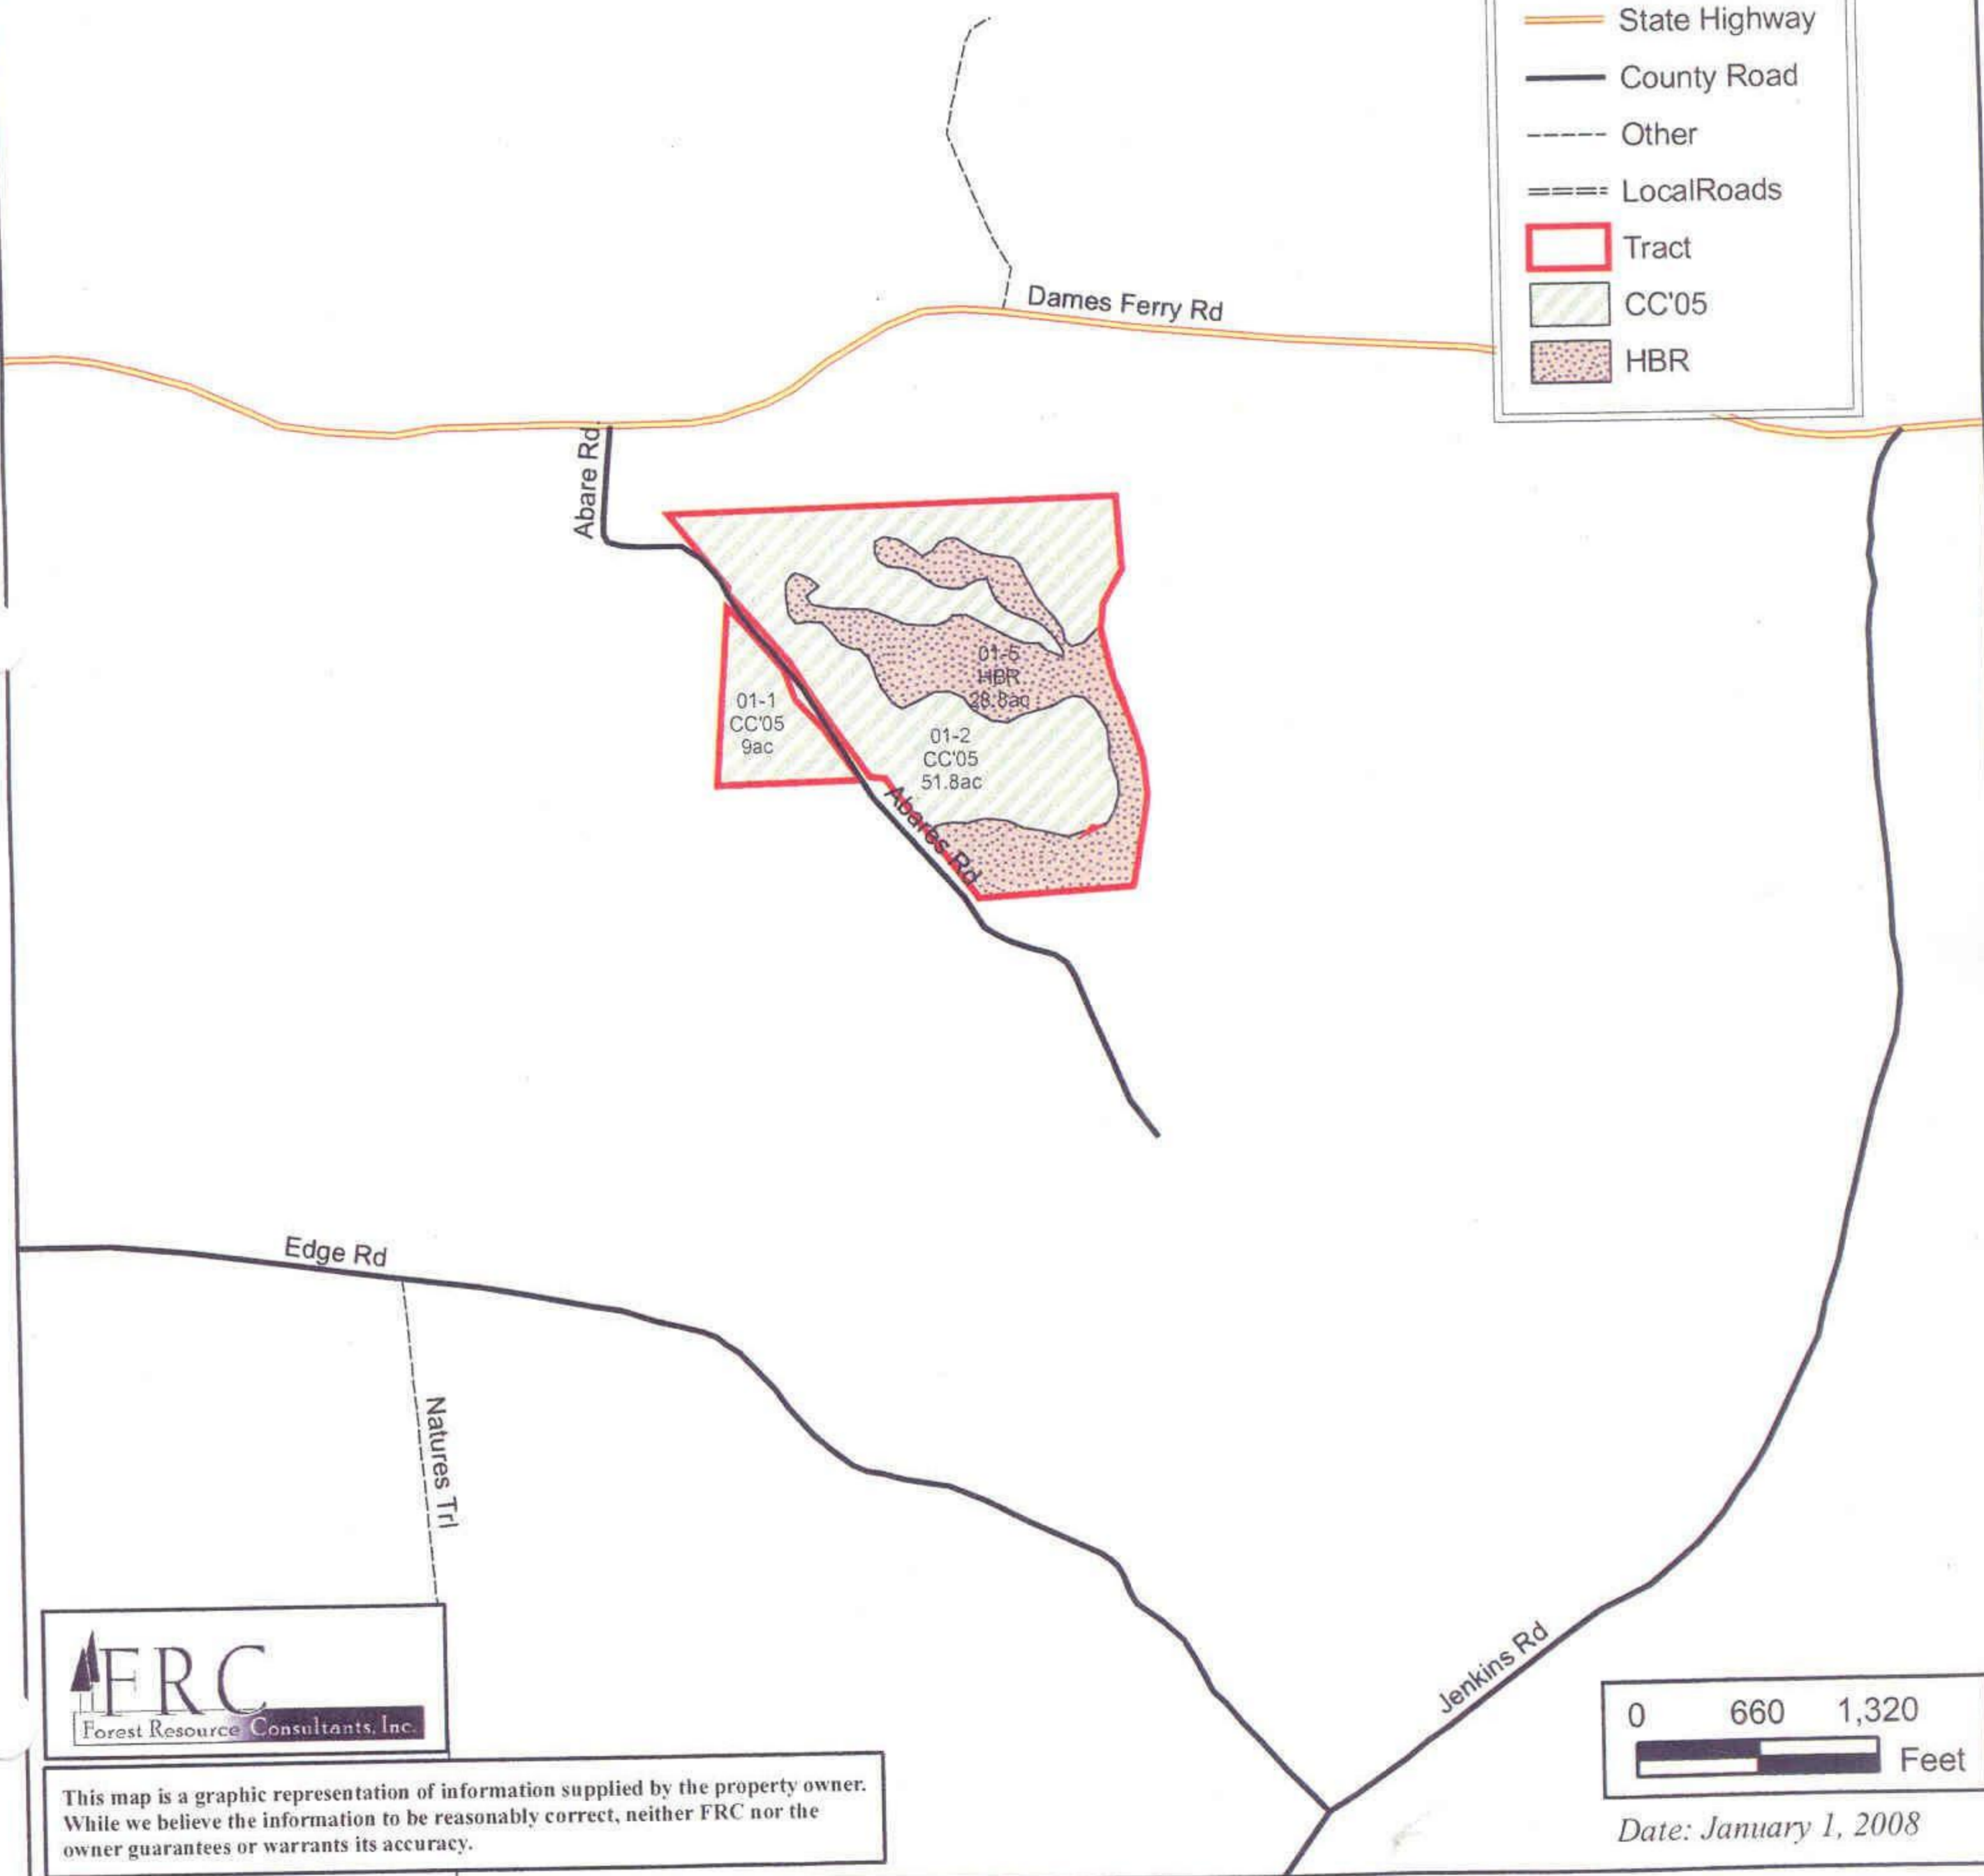 State Highway
County Road
Other
LocalRoads
Tract
CC'05
HBR
Dames Ferry Rd
Abare Rd
01-5
HBR
28.8ac
01-1
CC'05
9ac
01-2
CC'05
51.8ac
Abares Rd
Edge Rd
Natures Trl
Jenkins Rd
FRC
Forest Resource Consultants, Inc.
0 660 1,320
Feet
This map is a graphic representation of information supplied by the property owner.
While we believe the information to be reasonably correct, neither FRC nor the
owner guarantees or warrants its accuracy.
Date: January 1, 2008